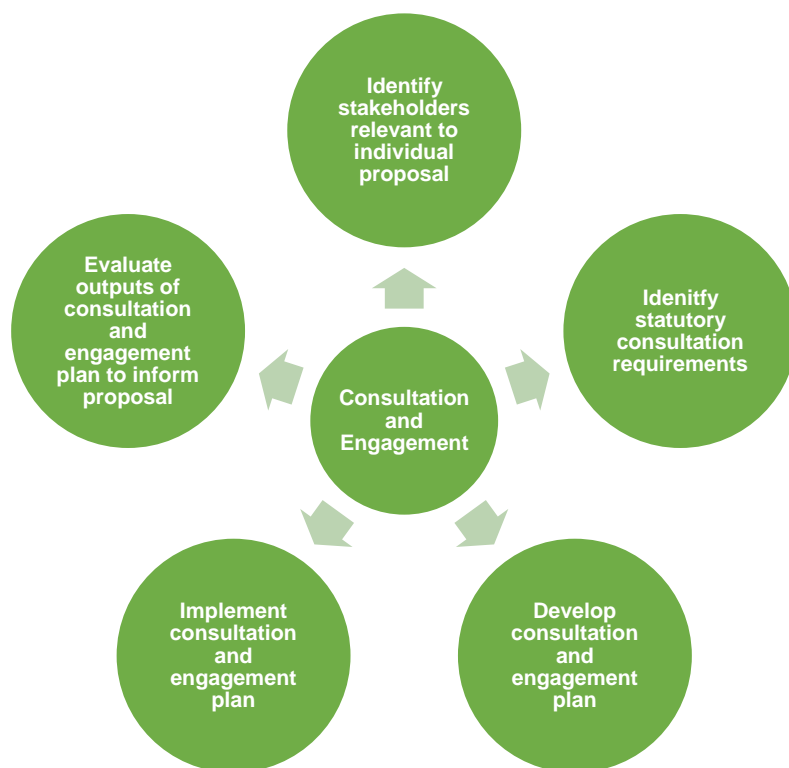 Identify
stakeholders
relevant to
individual
proposal
Evaluate
outputs of
consultation
and
engagement
plan to inform
proposal
Idenitfy
statutory
consultation
requirements
Consultation
and
Engagement
Implement
consultation
and
engagement
plan
Develop
consultation
and
engagement
plan